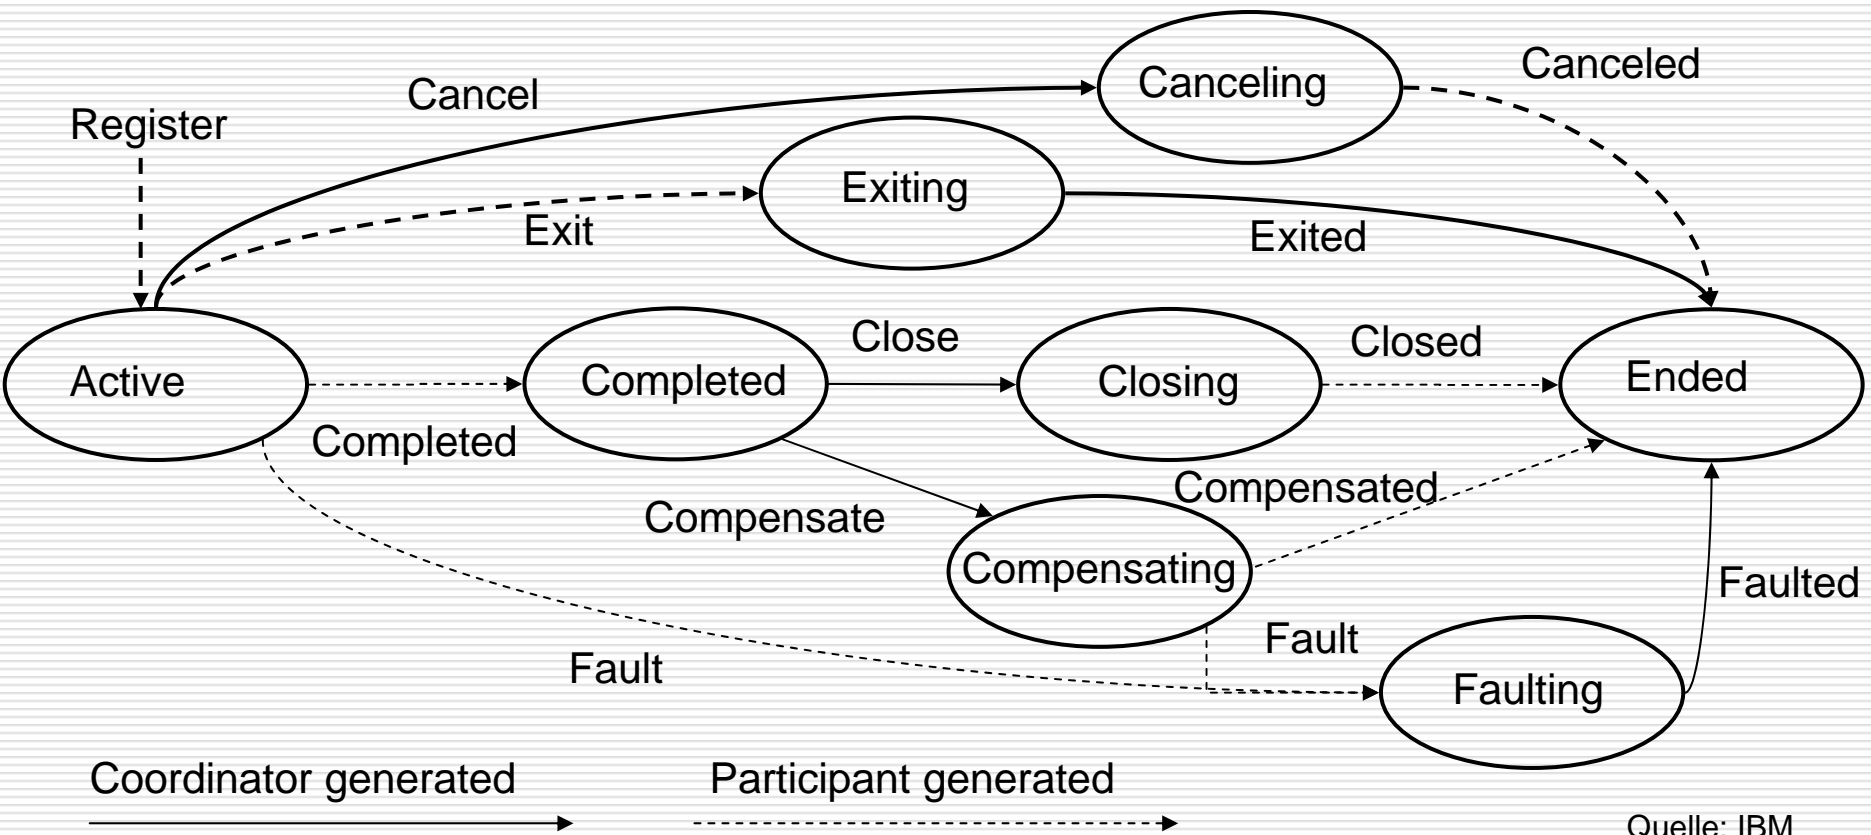 Canceling
Canceled
Cancel
Register
Exiting
Exit
Exited
Active
Completed
Close
Closing
Closed
Ended
Completed
Compensate
Compensated
Compensating
Faulted
Fault
Fault
Faulting
Coordinator generated
Participant generated
Quelle: IBM